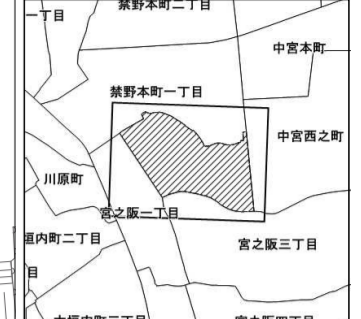 禁野本町二丁目
一丁目
中宮本町
禁野本町一丁目
中宮西之町
川原町
宮之阪一丁目
垣内町二丁目
宮之阪三丁目
目